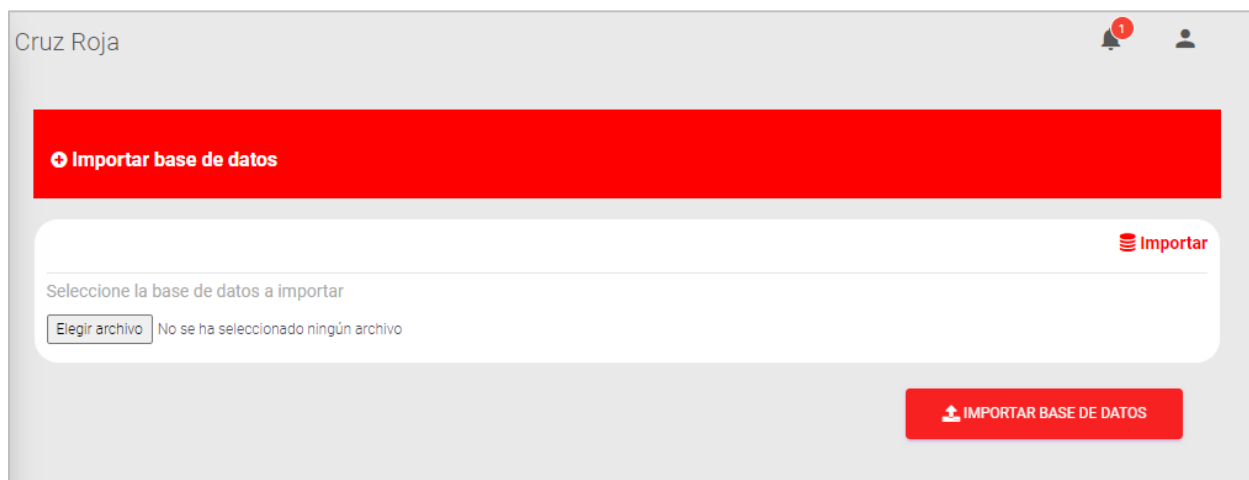 Cruz Roja
1
Importar base de datos
Importar
Seleccione la base de datos a importar
Elegir archivo No se ha seleccionado ningún archivo
IMPORTAR BASE DE DATOS